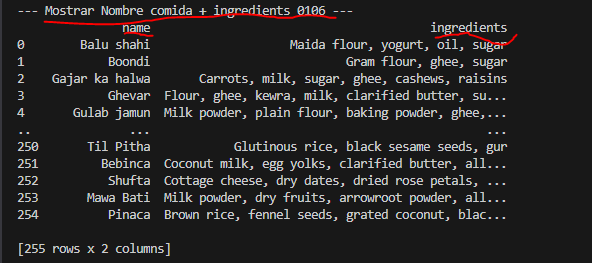 --- Mostrar Nombre comida + ingredients 0106 ---
name ingredients
0 Balu shahi Maida flour, yogurt, oil, sugar
1 Boondi Gram flour, ghee, sugar
2 Gajar ka halwa Carrots, milk, sugar, ghee, cashews, raisins
3 Ghevar Flour, ghee, kewra, milk, clarified butter, su...
4 Gulab jamun Milk powder, plain flour, baking powder, ghee,...
.. ... ...
250 Til Pitha Glutinous rice, black sesame seeds, gur
251 Bebinca Coconut milk, egg yolks, clarified butter, all...
252 Shufta Cottage cheese, dry dates, dried rose petals, ...
253 Mawa Bati Milk powder, dry fruits, arrowroot powder, all...
254 Pinaca Brown rice, fennel seeds, grated coconut, blac...
[255 rows x 2 columns]